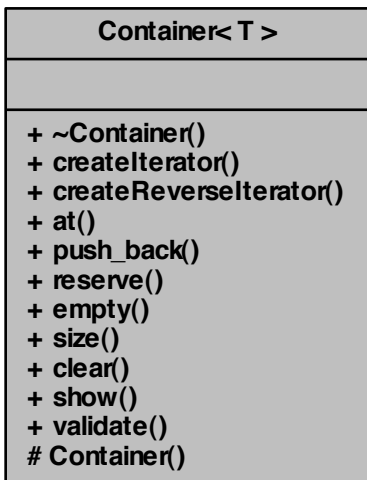 Container< T >
+ ~Container()
+ createIterator()
+ createReverseIterator()
+ at()
+ push_back()
+ reserve()
+ empty()
+ size()
+ clear()
+ show()
+ validate()
# Container()